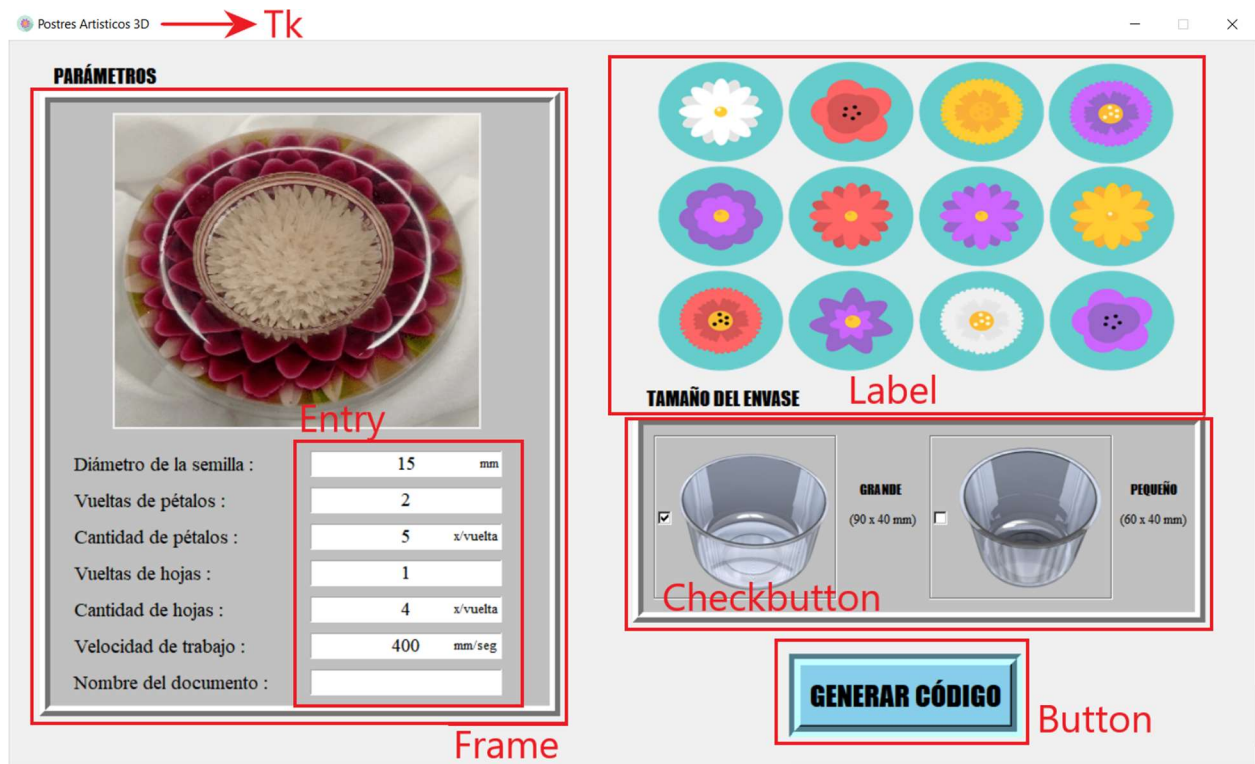 Postres Artisticos 3D
Tk
PARÁMETROS
Entry
Diámetro de la semilla : 15 mm
Vueltas de pétalos : 2
Cantidad de pétalos : 5 x/vuelta
Vueltas de hojas : 1
Cantidad de hojas : 4 x/vuelta
Velocidad de trabajo : 400 mm/seg
Nombre del documento :
Frame
TAMAÑO DEL ENVASE
Label
GRANDE
(90 x 40 mm)
PEQUEÑO
(60 x 40 mm)
Checkbutton
GENERAR CÓDIGO
Button